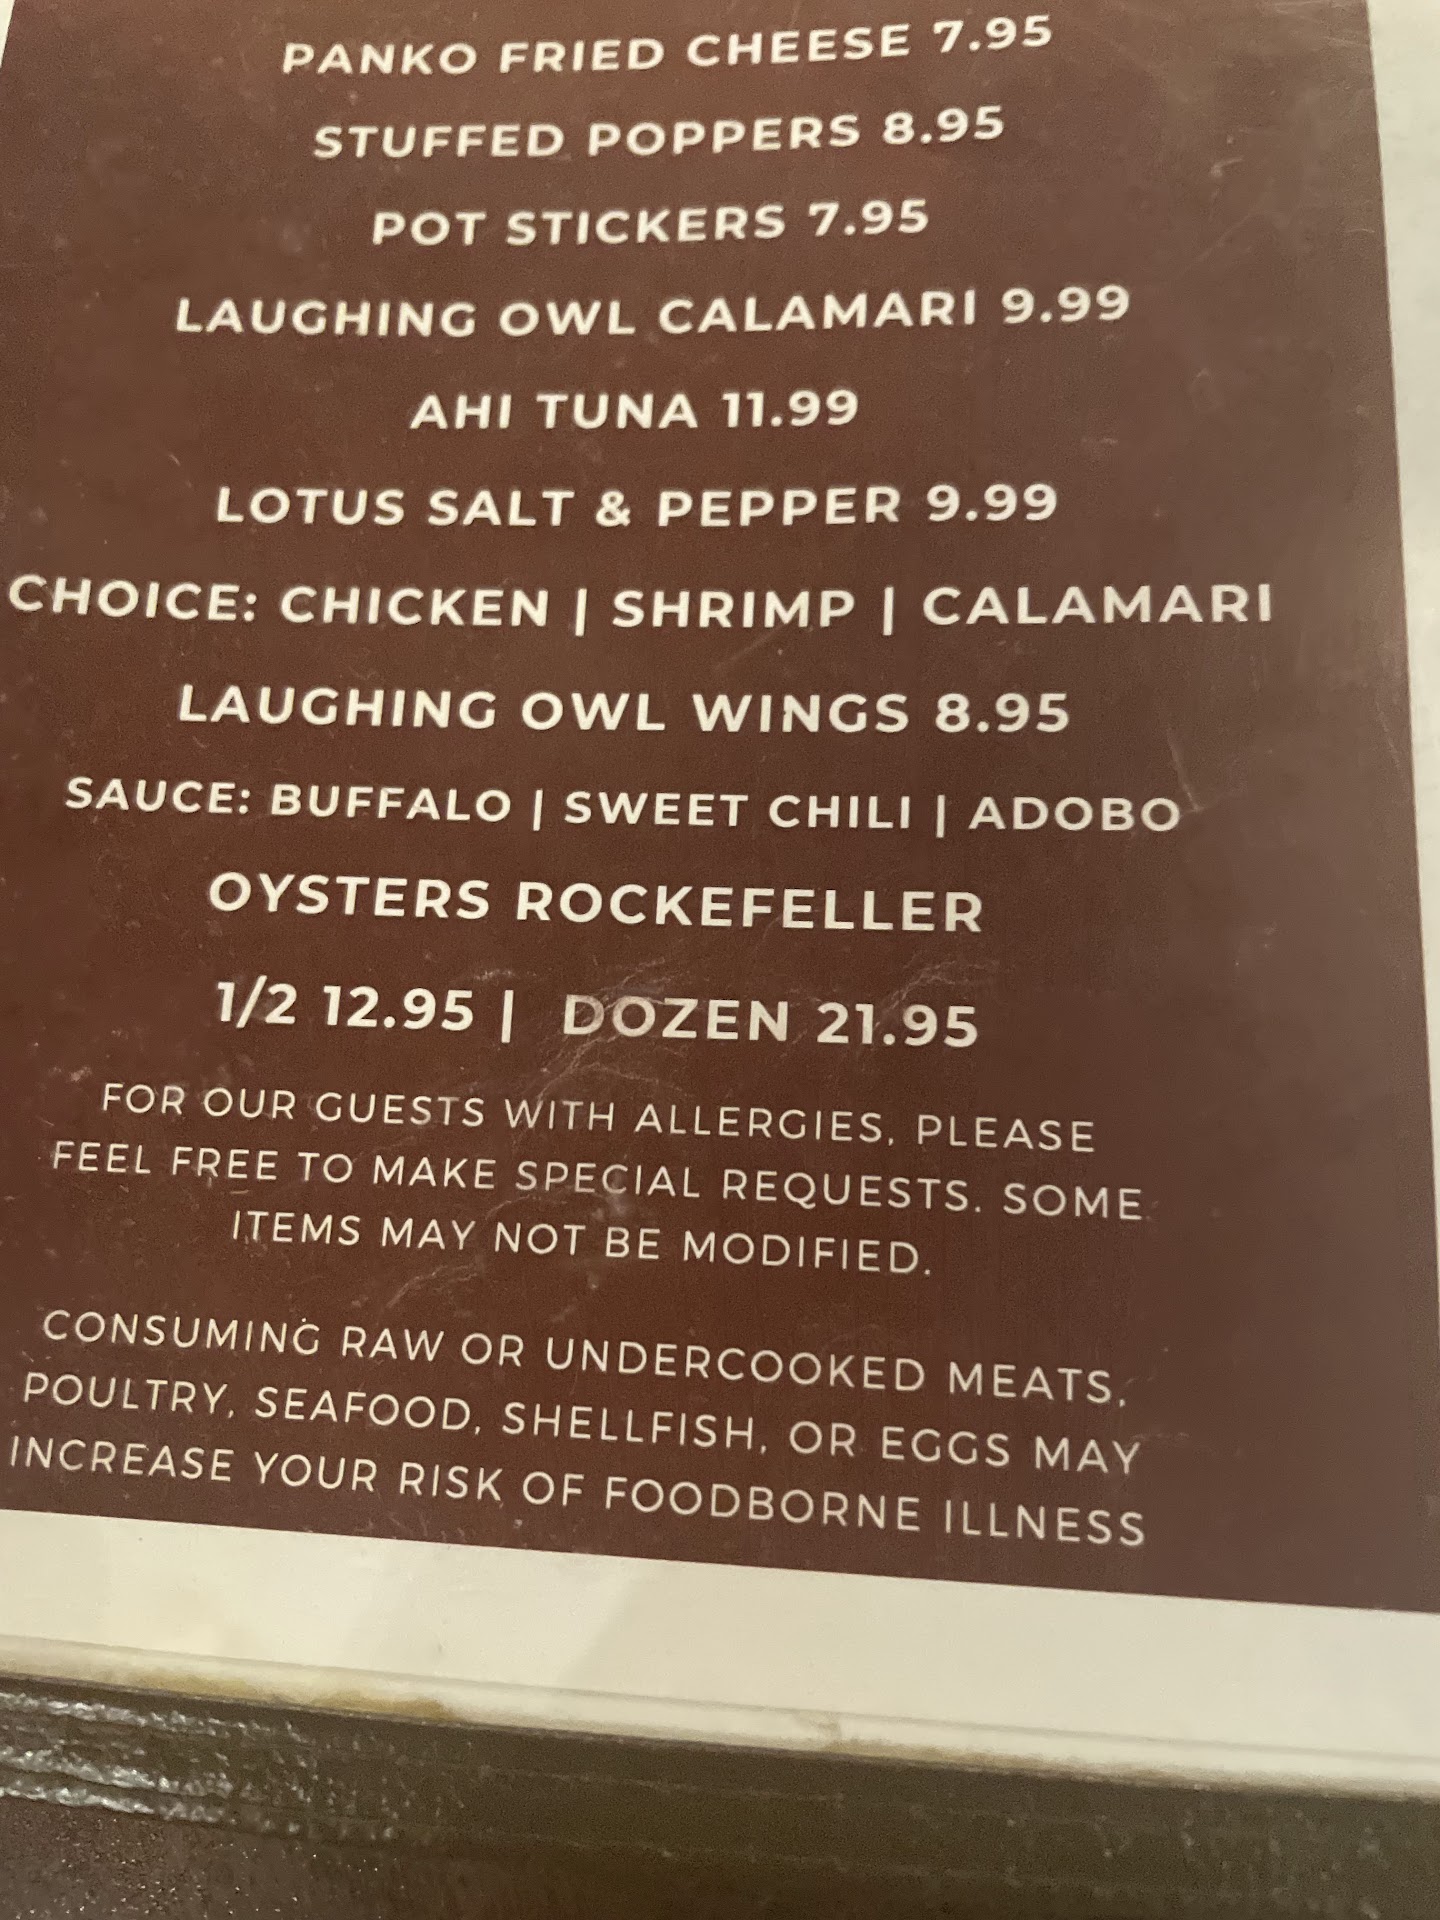 PANKO FRIED CHEESE 7.95
STUFFED POPPERS 8.95
POT STICKERS 7.95
LAUGHING OWL CALAMARI 9.99
AHI TUNA 11.99
LOTUS SALT & PEPPER 9.99
CHOICE: CHICKEN | SHRIMP | CALAMARI
LAUGHING OWL WINGS 8.95
SAUCE: BUFFALO | SWEET CHILI | ADOBO
OYSTERS ROCKEFELLER
1/2 12.95 | DOZEN 21.95
FOR OUR GUESTS WITH ALLERGIES, PLEASE
FEEL FREE TO MAKE SPECIAL REQUESTS. SOME
ITEMS MAY NOT BE MODIFIED.
CONSUMING RAW OR UNDERCOOKED MEATS,
POULTRY, SEAFOOD, SHELLFISH, OR EGGS MAY
INCREASE YOUR RISK OF FOODBORNE ILLNESS